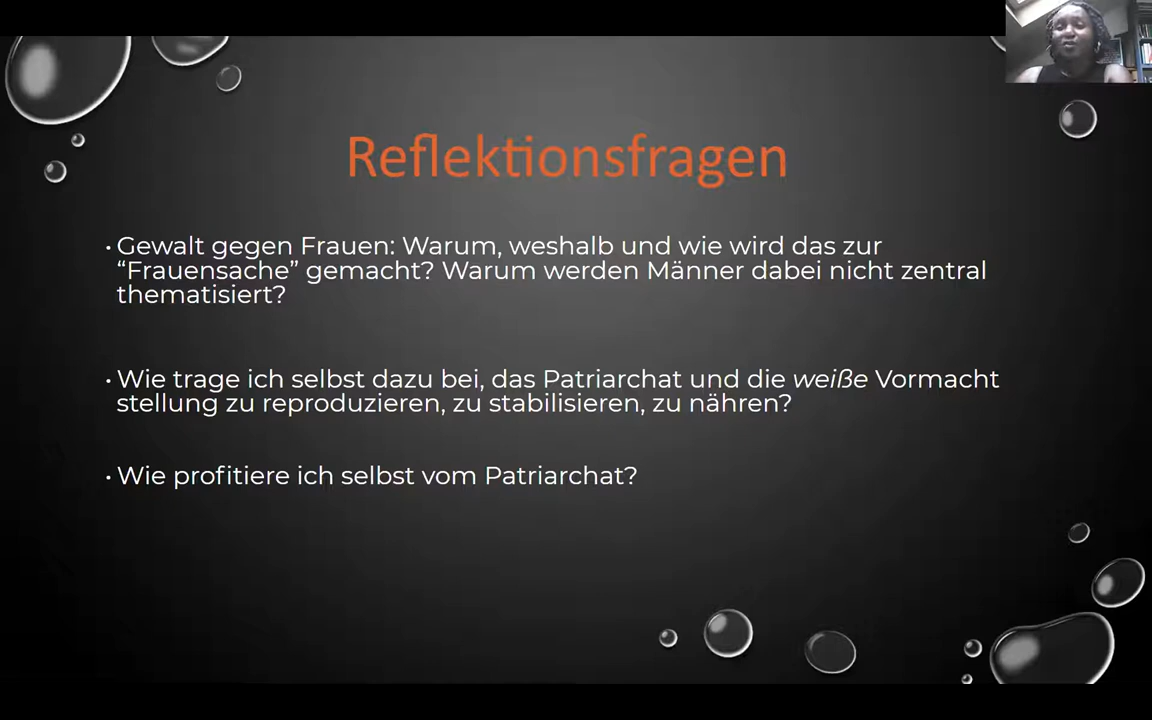 Reflektionsfragen
• Gewalt gegen Frauen: Warum, weshalb und wie wird das zur
“Frauensache” gemacht? Warum werden Männer dabei nicht zentral
thematisiert?
• Wie trage ich selbst dazu bei, das Patriarchat und die weiße Vormacht
stellung zu reproduzieren, zu stabilisieren, zu nähren?
• Wie profitiere ich selbst vom Patriarchat?